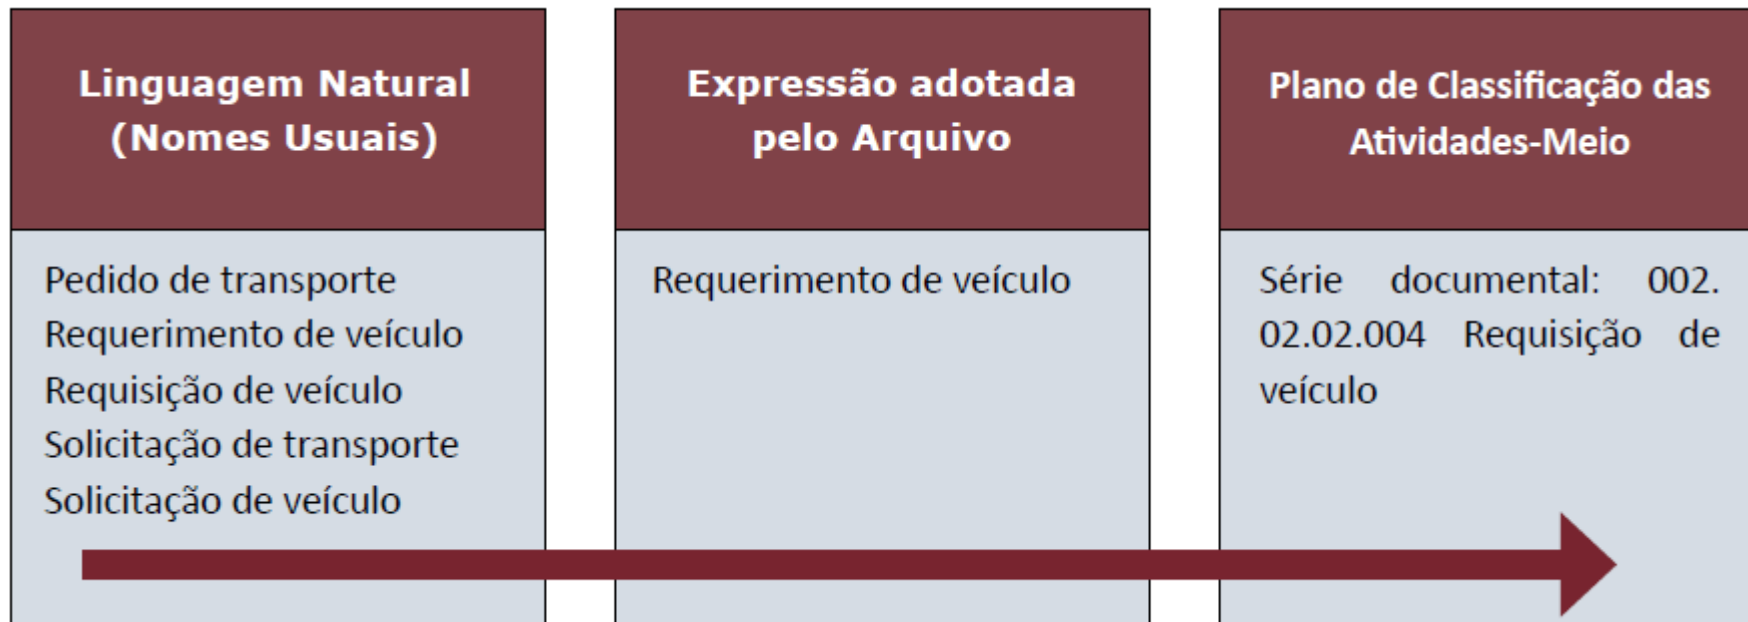 Linguagem Natural
(Nomes Usuais)
Pedido de transporte
Requerimento de veículo
Requisição de veículo
Solicitação de transporte
Solicitação de veículo
Expressão adotada
pelo Arquivo
Requerimento de veículo
Plano de Classificação das
Atividades-Meio
Série documental: 002.
02.02.004 Requisição de
veículo